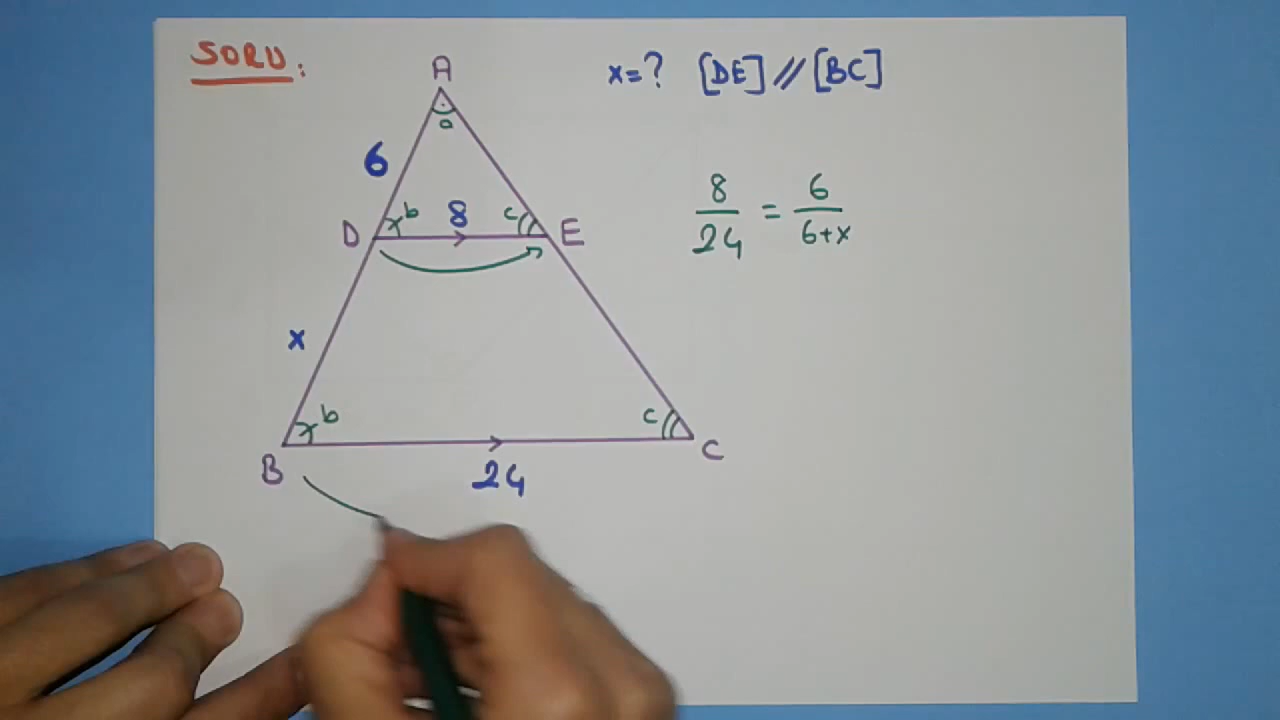 SORU:
x=? [DE] // [BC]
A
a
6
8/24 = 6/6+x
D b 8 c E
x
b c
B C
24